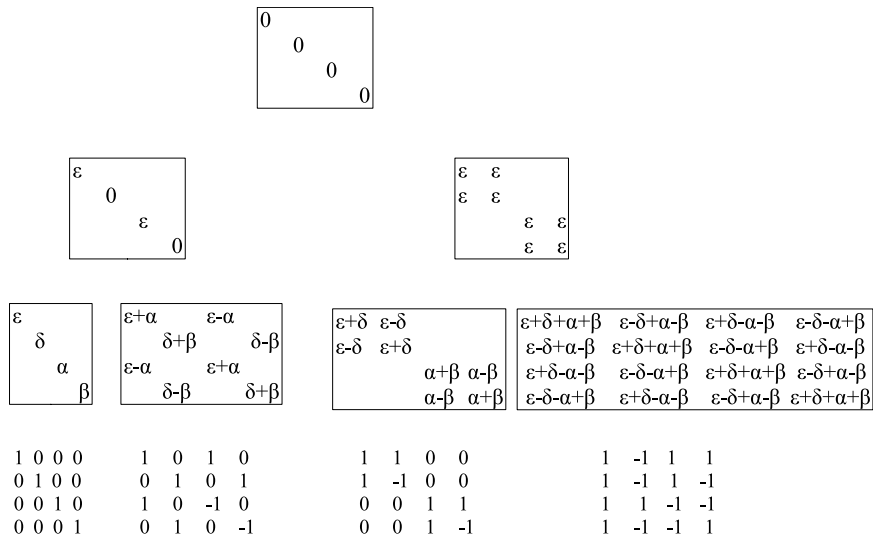 0
0
0
0
ε ε ε
0 ε ε
ε ε ε
0 ε ε
ε ε+α ε-α ε+δ ε-δ ε+δ+α+β ε-δ+α-β ε+δ-α-β ε-δ-α+β
δ δ+β δ-β ε-δ ε+δ ε-δ+α-β ε+δ+α+β ε-δ-α+β ε+δ-α-β
α ε-α ε+α α+β α-β ε+δ-α-β ε-δ-α+β ε+δ+α+β ε-δ+α-β
β δ-β δ+β α-β α+β ε-δ-α+β ε+δ-α-β ε-δ+α-β ε+δ+α+β
1 0 0 0 1 0 1 0 1 1 0 0 1 -1 1 1
0 1 0 0 0 1 0 1 1 -1 0 0 1 -1 1 -1
0 0 1 0 1 0 -1 0 0 0 1 1 1 1 -1 -1
0 0 0 1 0 1 0 -1 0 0 1 -1 1 -1 -1 1